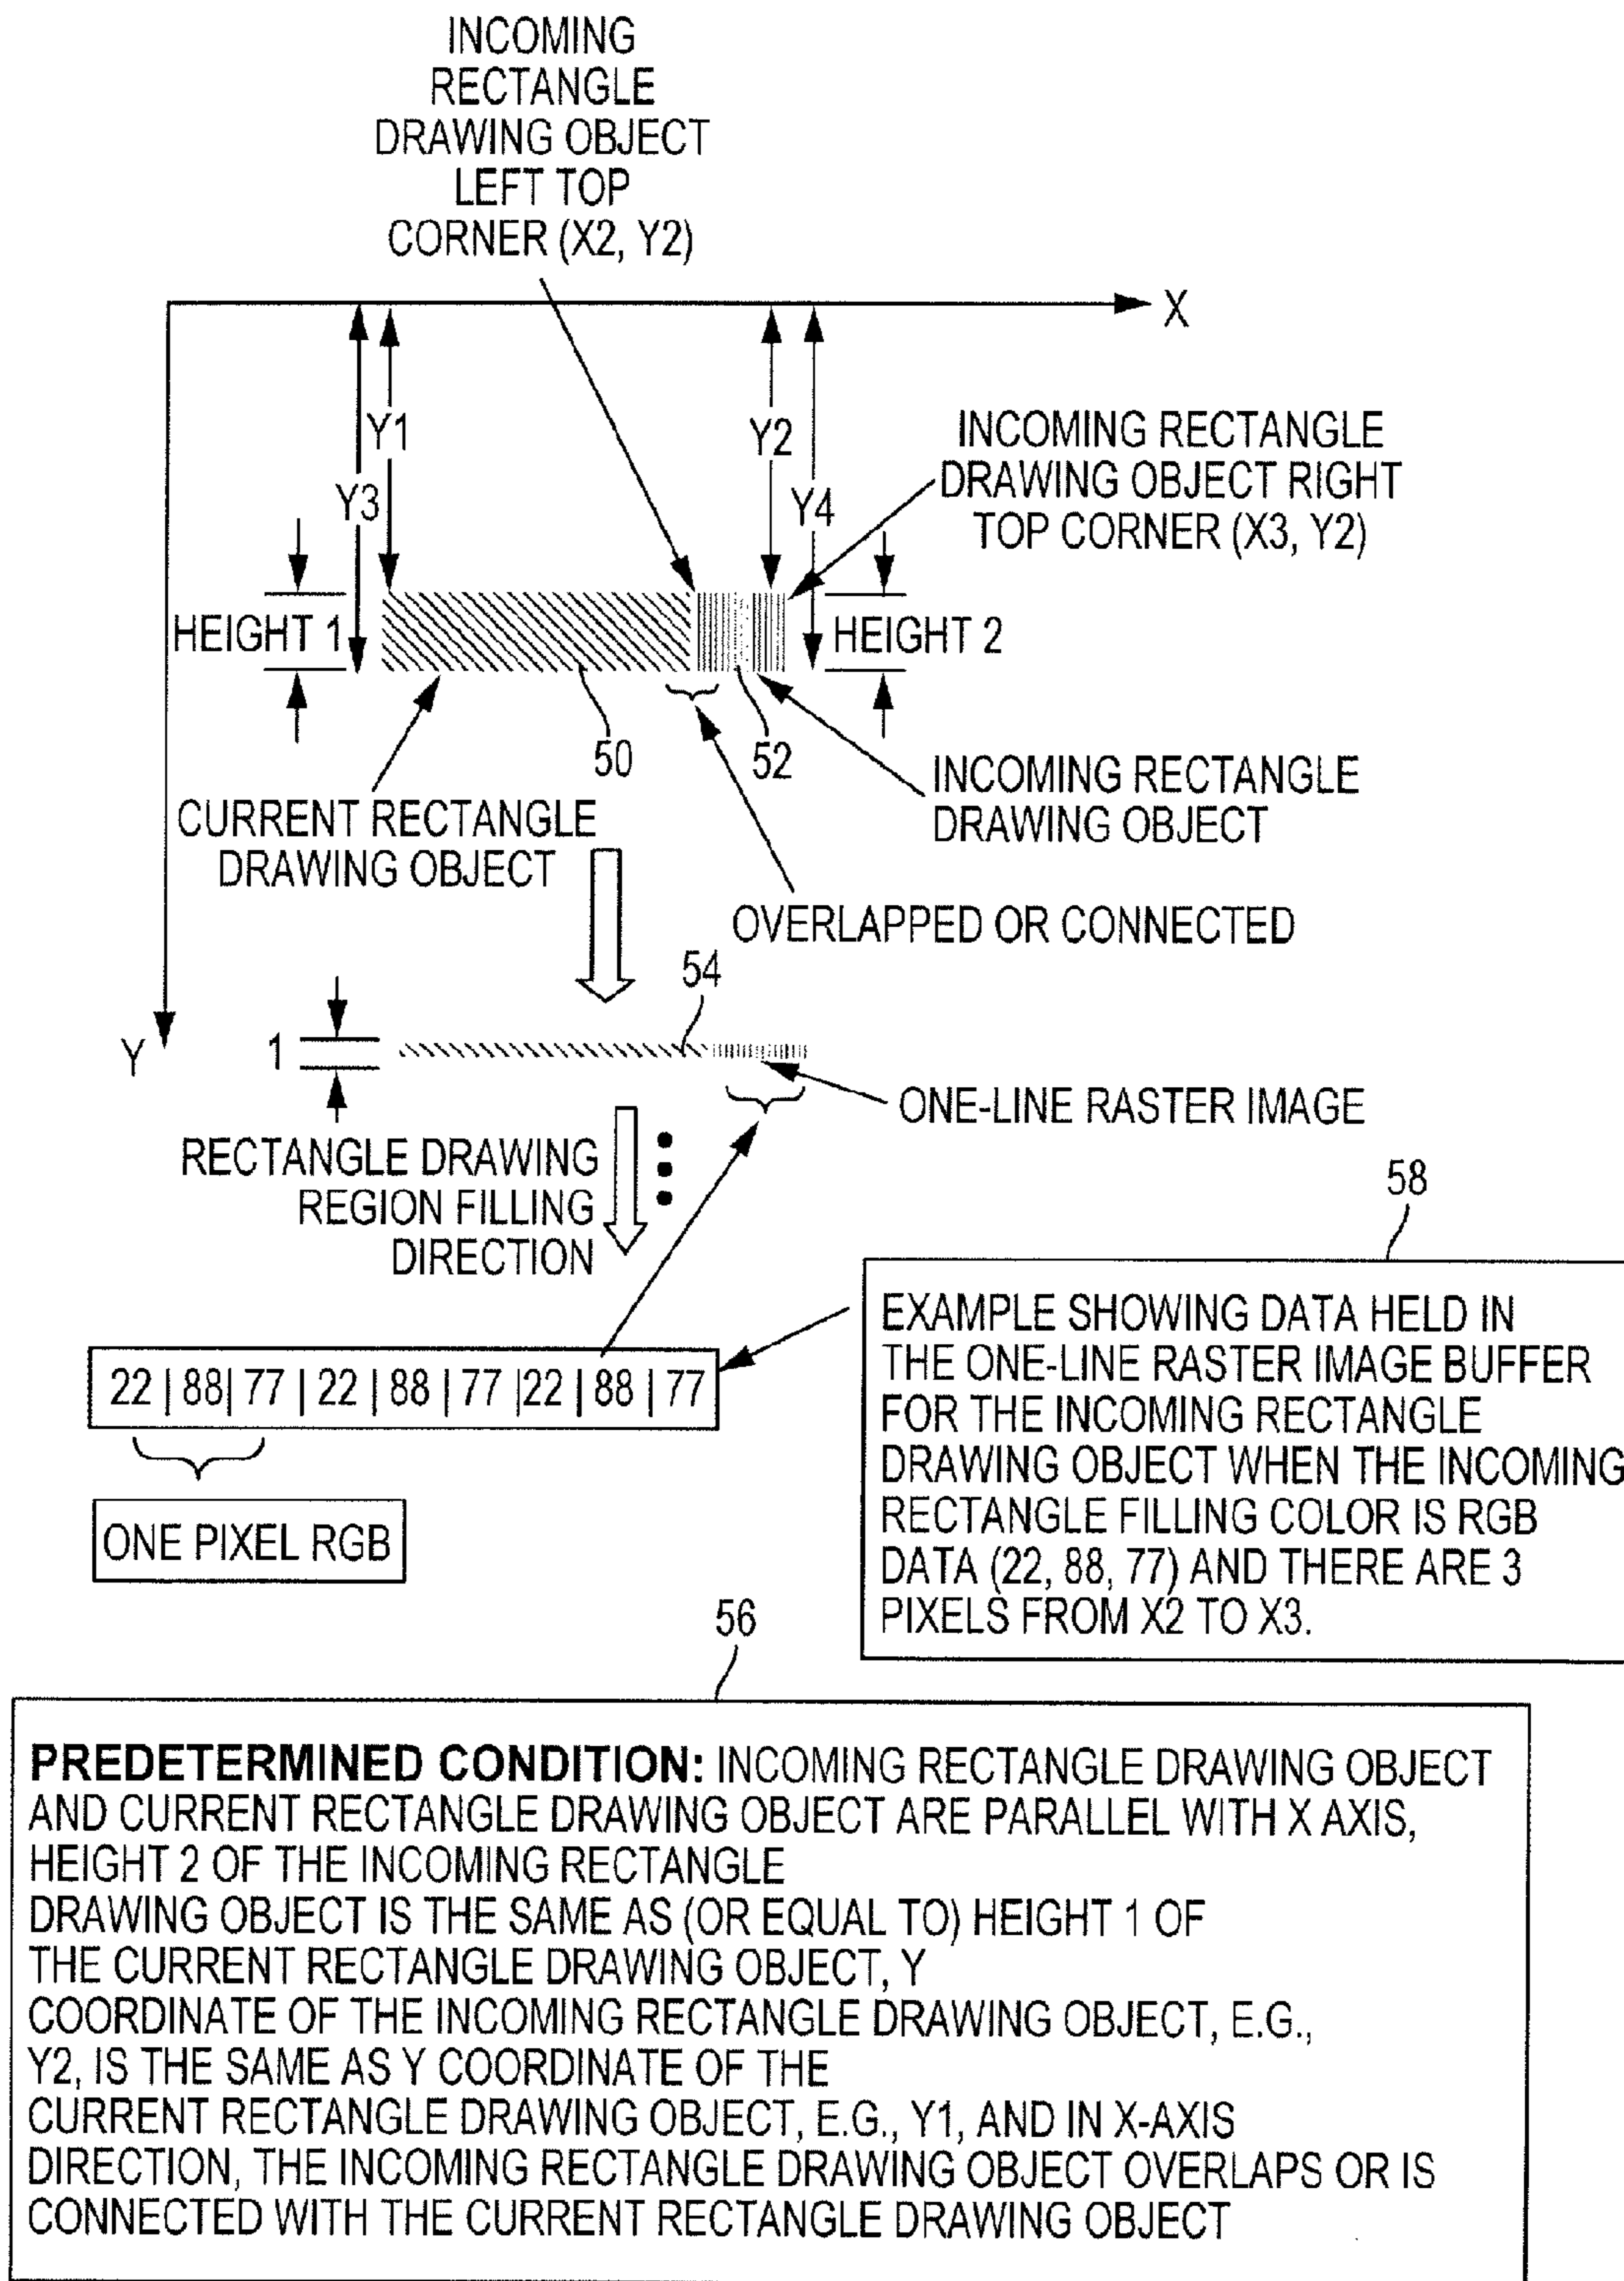 INCOMING
RECTANGLE
DRAWING OBJECT
LEFT TOP
CORNER (X2, Y2)
X
Y1
Y2
INCOMING RECTANGLE
DRAWING OBJECT RIGHT
TOP CORNER (X3, Y2)
Y3
Y4
HEIGHT 1
HEIGHT 2
50
52
INCOMING RECTANGLE
DRAWING OBJECT
CURRENT RECTANGLE
DRAWING OBJECT
OVERLAPPED OR CONNECTED
54
Y
1
ONE-LINE RASTER IMAGE
RECTANGLE DRAWING
REGION FILLING
DIRECTION
58
EXAMPLE SHOWING DATA HELD IN
THE ONE-LINE RASTER IMAGE BUFFER
FOR THE INCOMING RECTANGLE
DRAWING OBJECT WHEN THE INCOMING
RECTANGLE FILLING COLOR IS RGB
DATA (22, 88, 77) AND THERE ARE 3
PIXELS FROM X2 TO X3.
22 | 88 | 77 | 22 | 88 | 77 | 22 | 88 | 77
ONE PIXEL RGB
56
PREDETERMINED CONDITION: INCOMING RECTANGLE DRAWING OBJECT
AND CURRENT RECTANGLE DRAWING OBJECT ARE PARALLEL WITH X AXIS,
HEIGHT 2 OF THE INCOMING RECTANGLE
DRAWING OBJECT IS THE SAME AS (OR EQUAL TO) HEIGHT 1 OF
THE CURRENT RECTANGLE DRAWING OBJECT, Y
COORDINATE OF THE INCOMING RECTANGLE DRAWING OBJECT, E.G.,
Y2, IS THE SAME AS Y COORDINATE OF THE
CURRENT RECTANGLE DRAWING OBJECT, E.G., Y1, AND IN X-AXIS
DIRECTION, THE INCOMING RECTANGLE DRAWING OBJECT OVERLAPS OR IS
CONNECTED WITH THE CURRENT RECTANGLE DRAWING OBJECT